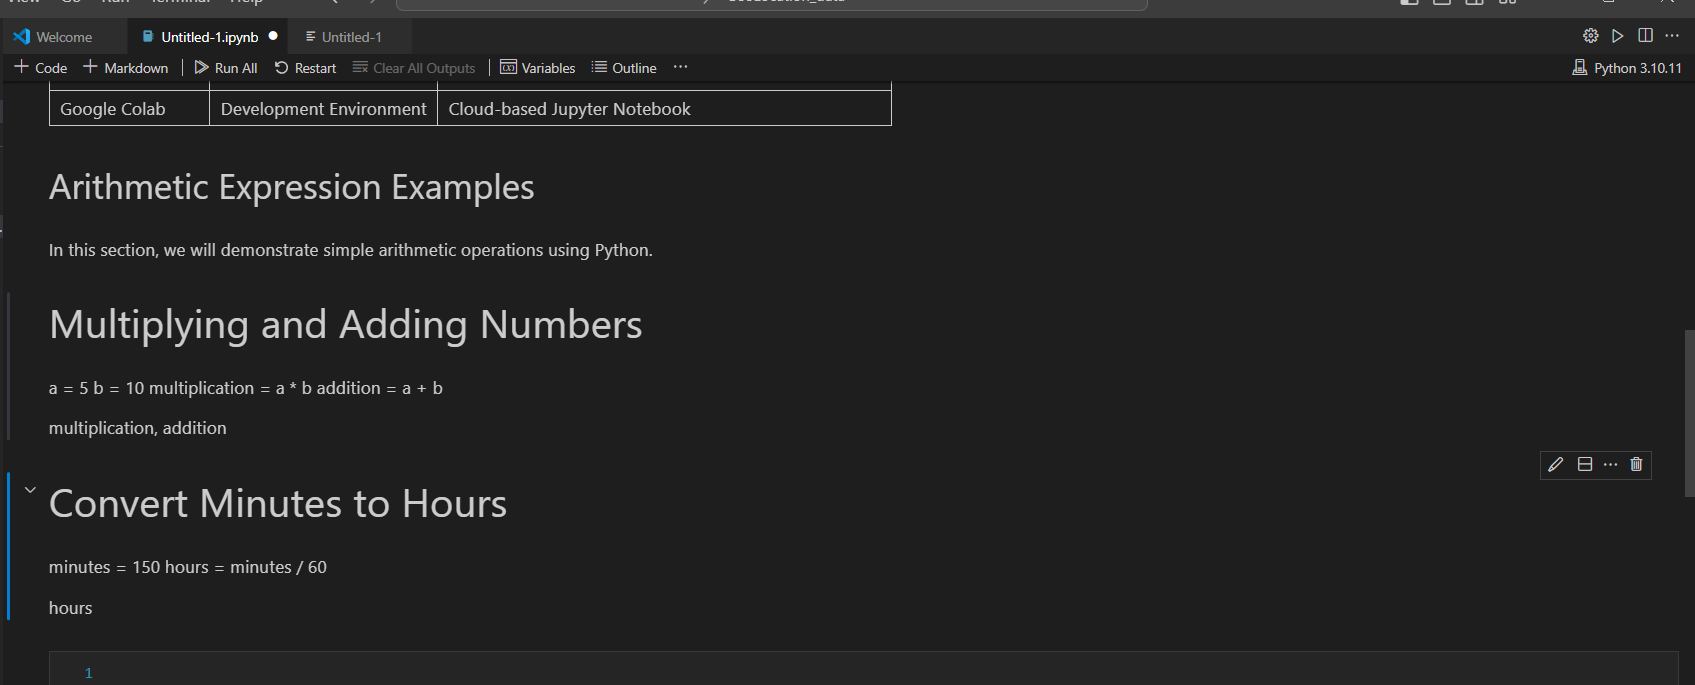 Welcome Untitled-1.ipynb Untitled-1
Code Markdown Run All Restart Clear All Outputs Variables Outline ... Python 3.10.11
Google Colab Development Environment Cloud-based Jupyter Notebook
Arithmetic Expression Examples
In this section, we will demonstrate simple arithmetic operations using Python.
Multiplying and Adding Numbers
a = 5 b = 10 multiplication = a * b addition = a + b
multiplication, addition
Convert Minutes to Hours
minutes = 150 hours = minutes / 60
hours
1